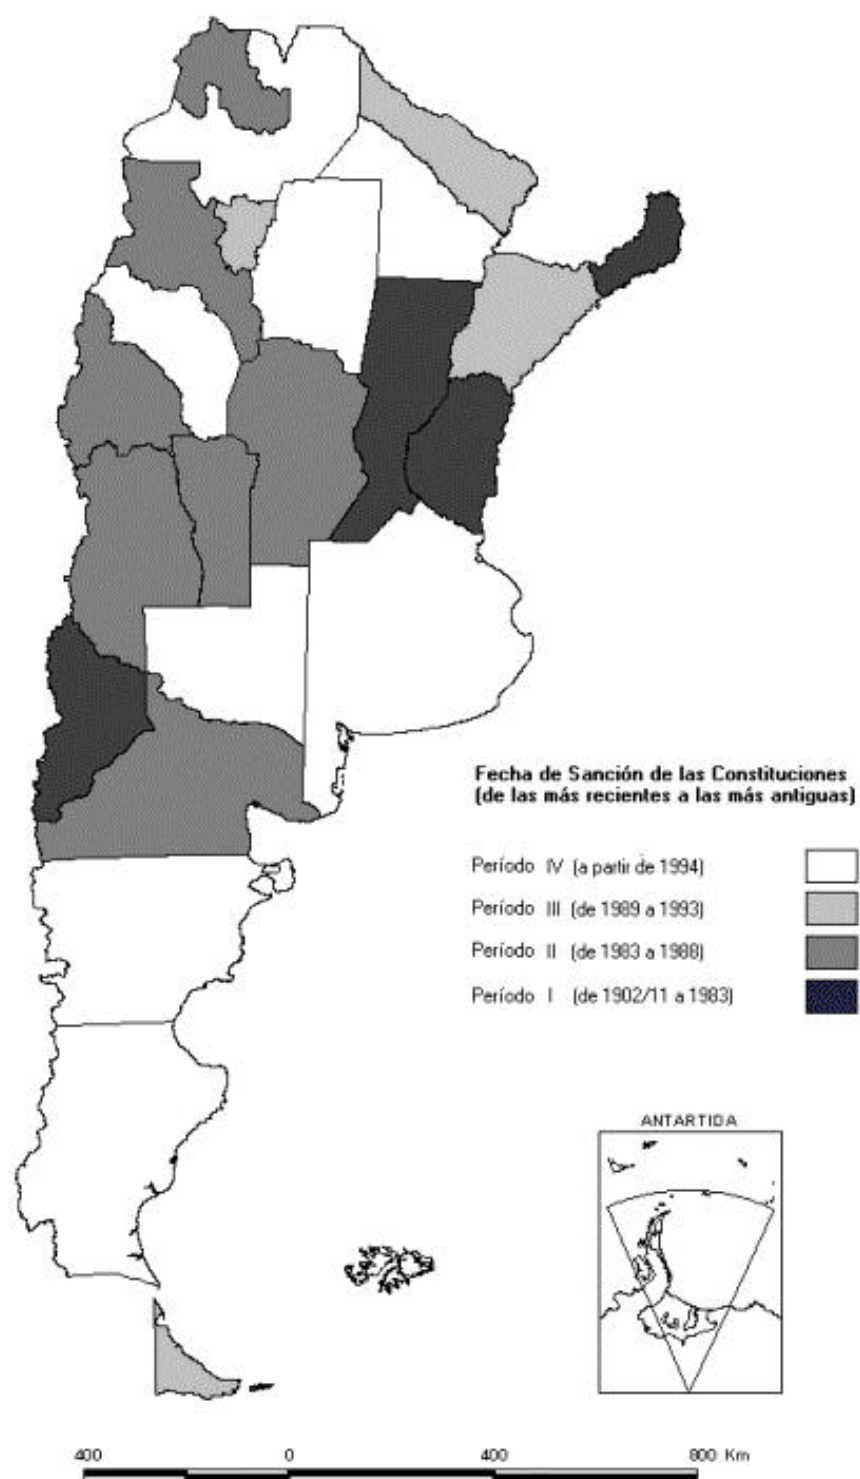 Fecha de Sanción de las Constituciones
(de las más recientes a las más antiguas)
Período IV (a partir de 1994)
Período III (de 1989 a 1993)
Período II (de 1983 a 1988)
Período I (de 1902/11 a 1983)
ANTARTIDA
400 0 400 800 Km